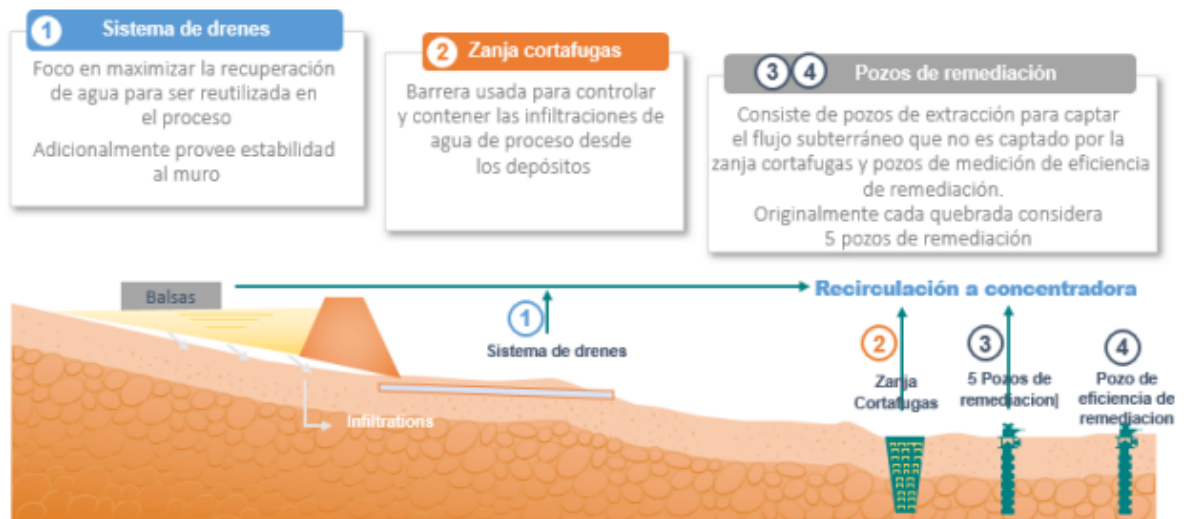 1 Sistema de drenes
Foco en maximizar la recuperación
de agua para ser reutilizada en
el proceso
Adicionalmente provee estabilidad
al muro
2 Zanja cortafugas
Barrera usada para controlar
y contener las infiltraciones de
agua de proceso desde
los depósitos
3 4 Pozos de remediación
Consiste de pozos de extracción para captar
el flujo subterráneo que no es captado por la
zanja cortafugas y pozos de medición de eficiencia
de remediación.
Originalmente cada quebrada considera
5 pozos de remediación
Balsas
Recirculación a concentradora
1
Sistema de drenes
Infiltrations
2
Zanja
Cortafugas
3
5 Pozos de
remediacion|
4
Pozo de
eficiencia de
remediacion